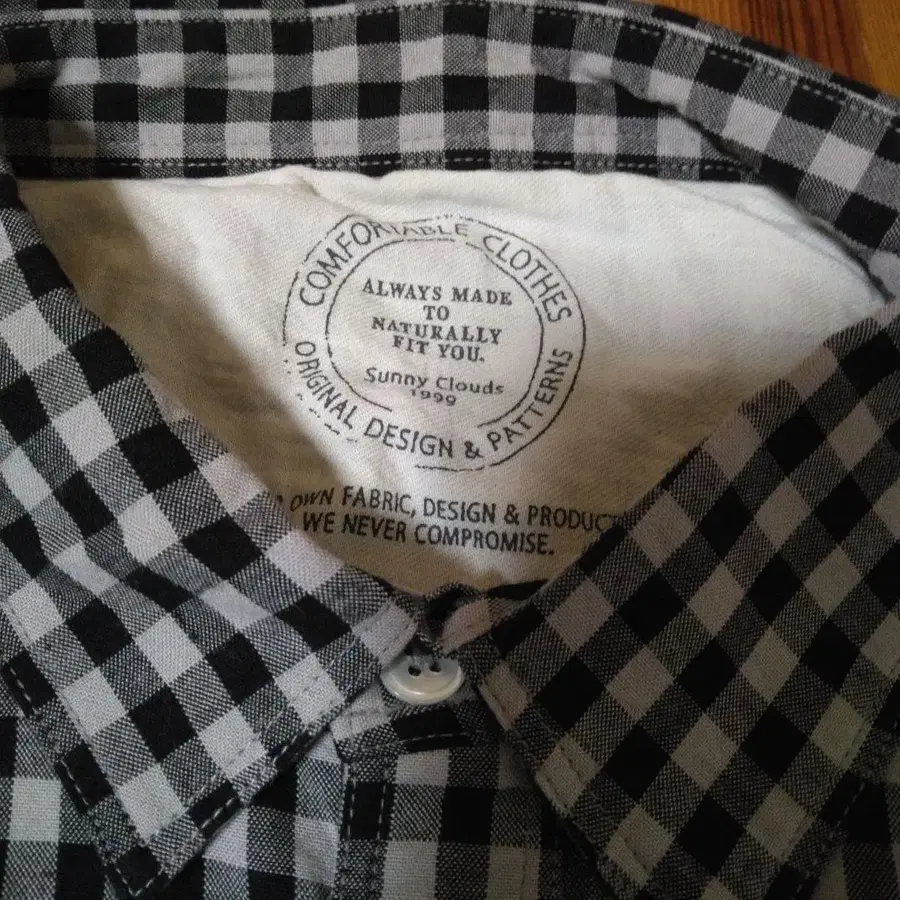 COMFORTABLE CLOTHES
ALWAYS MADE
TO
NATURALLY
FIT YOU.
Sunny Clouds
1999
ORIGINAL DESIGN & PATTERNS
OWN FABRIC, DESIGN & PRODUCT
WE NEVER COMPROMISE.